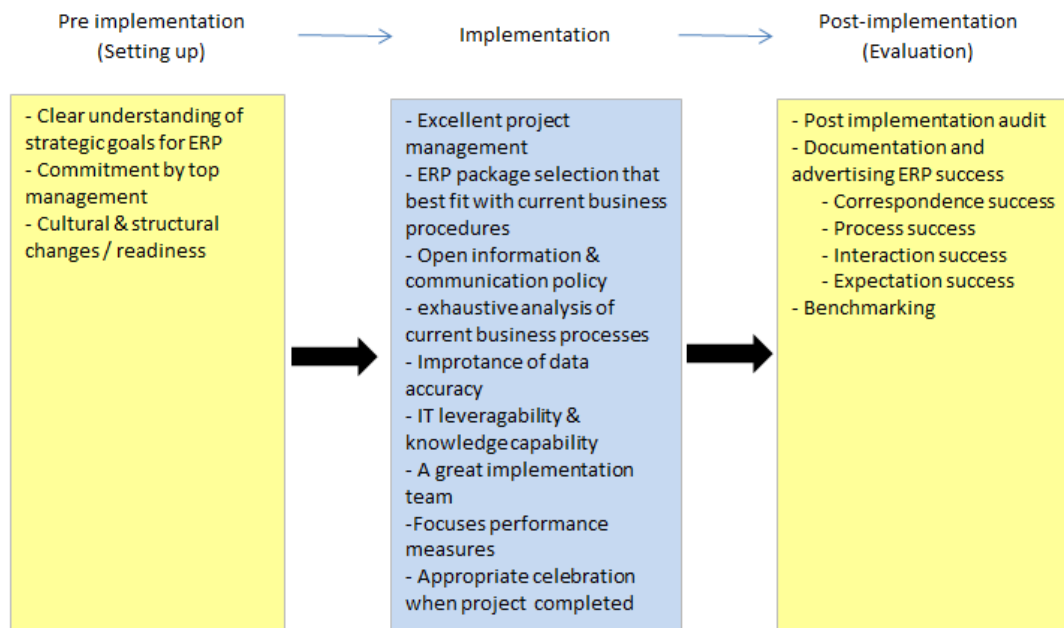 Pre implementation
(Setting up)
Implementation
Post-implementation
(Evaluation)
- Clear understanding of
strategic goals for ERP
- Commitment by top
management
- Cultural & structural
changes / readiness
- Excellent project
management
- ERP package selection that
best fit with current business
procedures
- Open information &
communication policy
- exhaustive analysis of
current business processes
- Improtance of data
accuracy
- IT leveragability &
knowledge capability
- A great implementation
team
-Focuses performance
measures
- Appropriate celebration
when project completed
- Post implementation audit
- Documentation and
advertising ERP success
- Correspondence success
- Process success
- Interaction success
- Expectation success
- Benchmarking